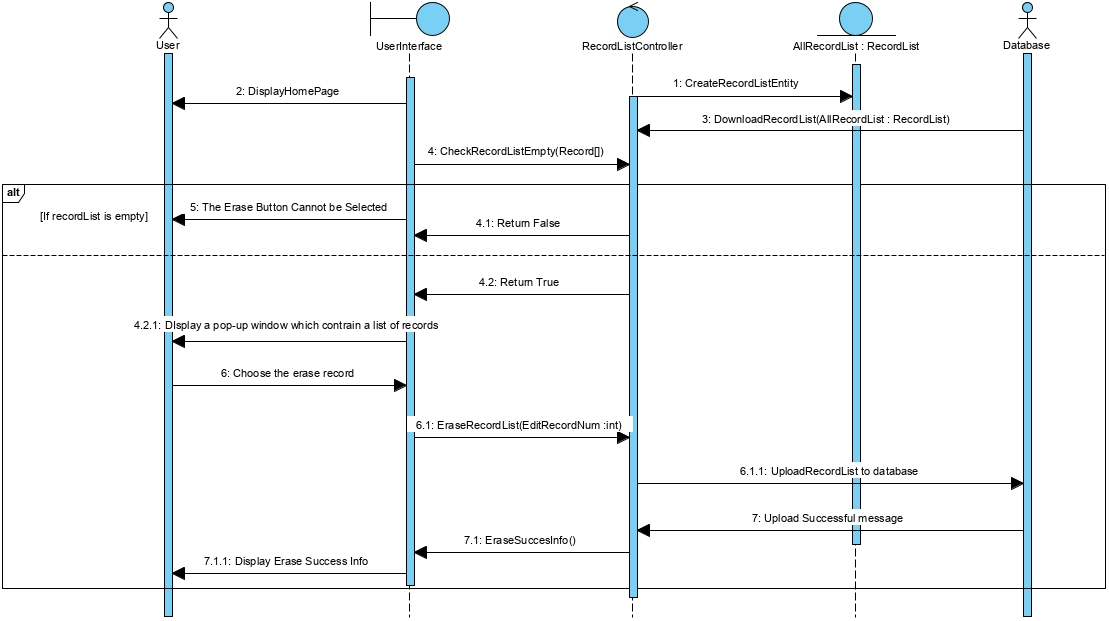 User
UserInterface
RecordListController
AllRecordList : RecordList
Database
1: CreateRecordListEntity
2: DisplayHomePage
3: DownloadRecordList(AllRecordList : RecordList)
4: CheckRecordListEmpty(Record[])
alt
[If recordList is empty]
5: The Erase Button Cannot be Selected
4.1: Return False
4.2: Return True
4.2.1: DIsplay a pop-up window which contrain a list of records
6: Choose the erase record
6.1: EraseRecordList(EditRecordNum :int)
6.1.1: UploadRecordList to database
7: Upload Successful message
7.1: EraseSuccesInfo()
7.1.1: Display Erase Success Info